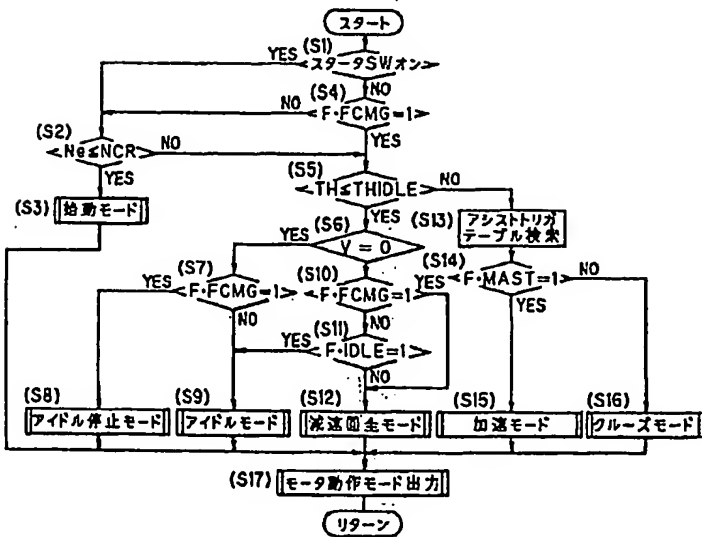 スタート
(S1)
YES
スタータSWオン
NO
(S4)
NO
F・FCMG=1
YES
(S2)
Ne≤NCR
NO
YES
(S3)
始動モード
(S5)
TH≤THIDLE
NO
YES
(S13)
アシストトリガ
テーブル検索
(S6)
YES
V = 0
(S7)
YES
F・FCMG=1
NO
(S10)
F・FCMG=1
YES
NO
(S14)
F・MAST=1
NO
YES
(S11)
YES
F・IDLE=1
NO
(S8)
アイドル停止モード
(S9)
アイドルモード
(S12)
減速回生モード
(S15)
加速モード
(S16)
クルーズモード
(S17)
モータ動作モード出力
リターン